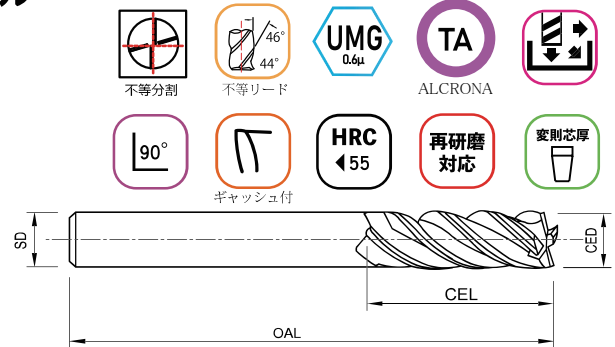 46°
44°
UMG
0.6μ
TA
不等分割
不等リード
ALCRONA
90°
HRC
◀55
再研磨
対応
変則芯厚
ギャッシュ付
SD
CED
CEL
OAL